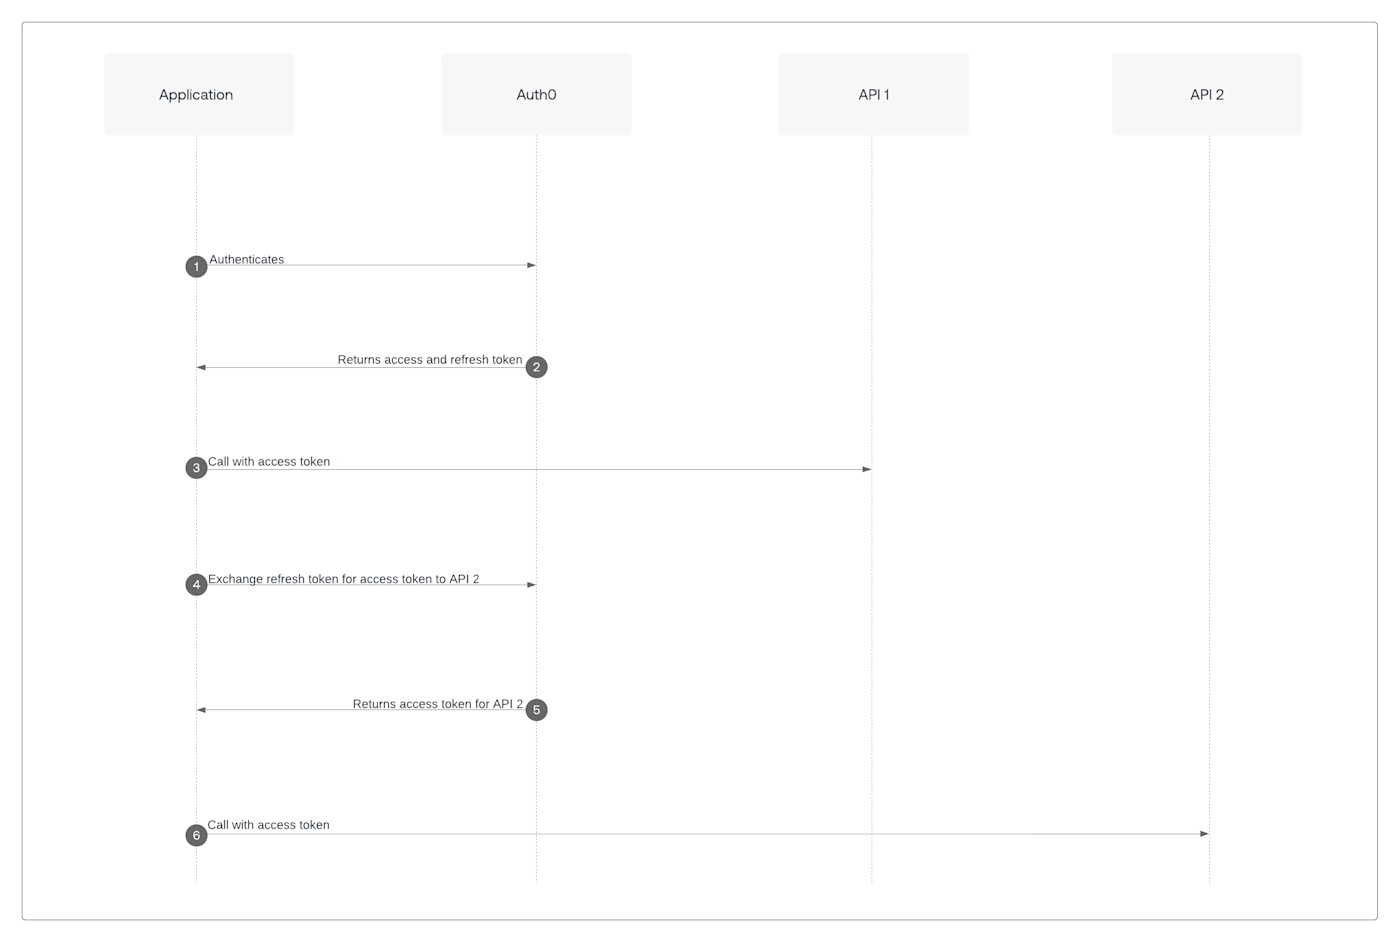 Application
Auth0
API 1
API 2
1 Authenticates
Returns access and refresh token 2
3 Call with access token
4 Exchange refresh token for access token to API 2
Returns access token for API 2 5
6 Call with access token